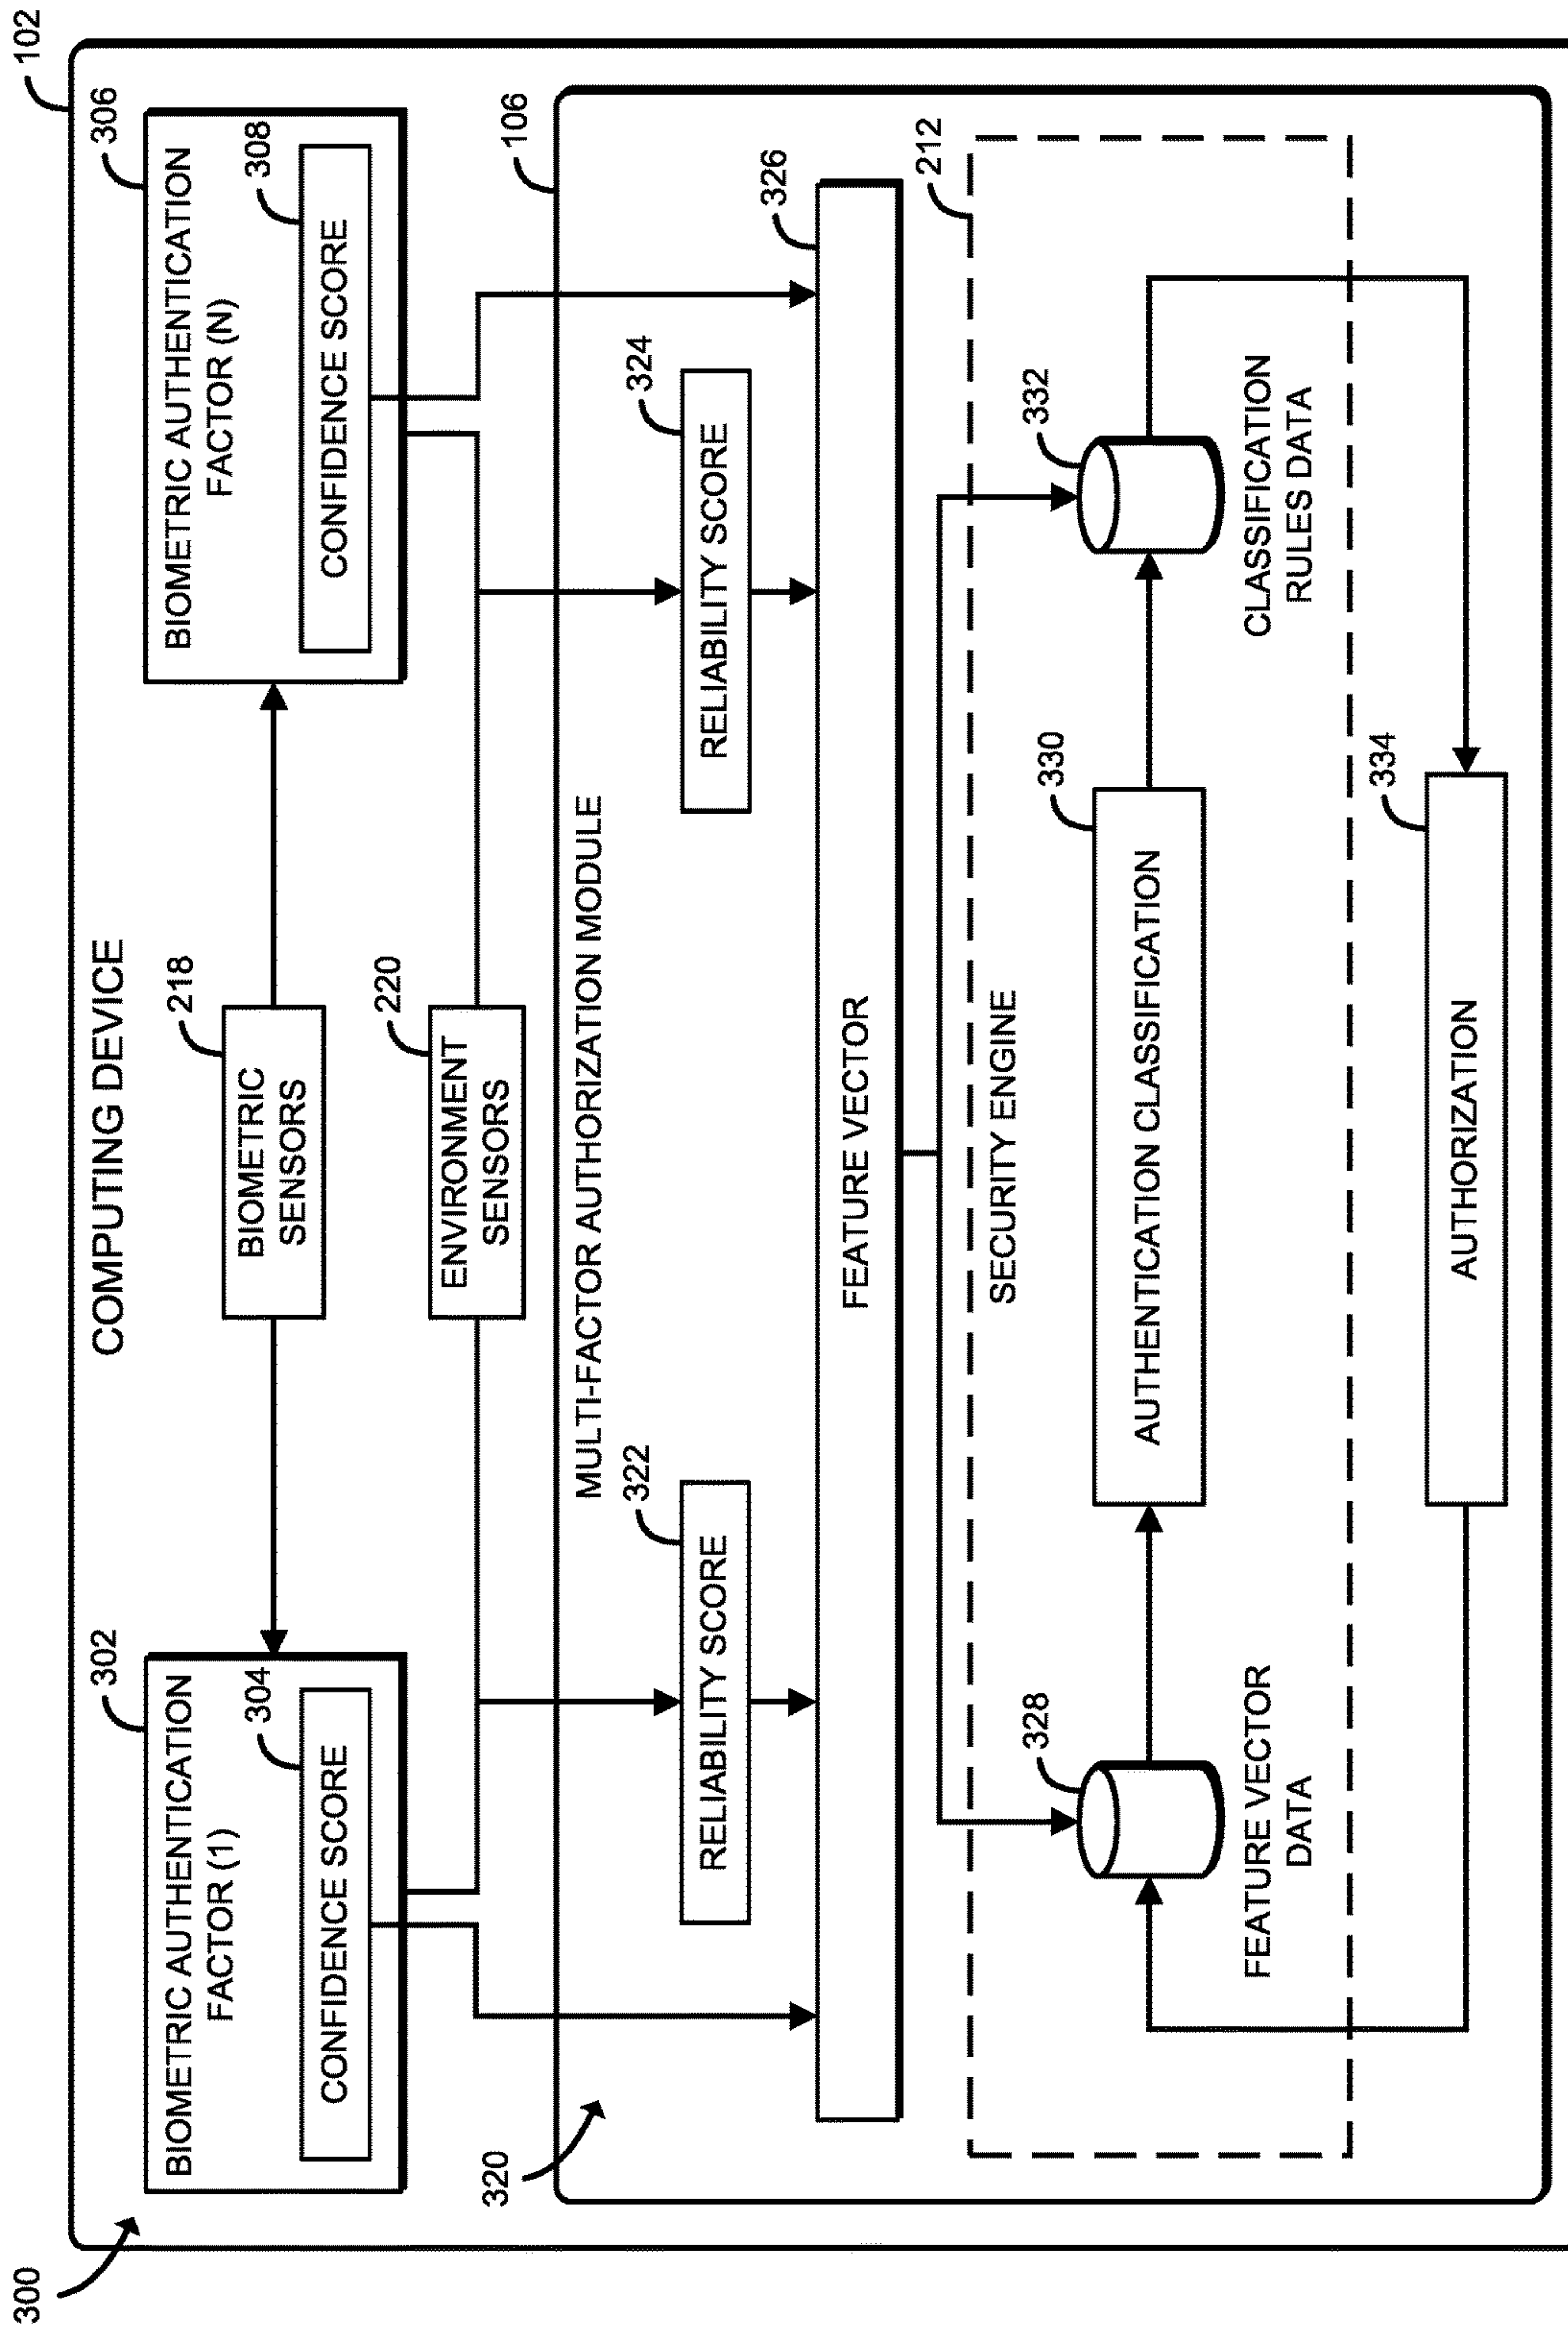 300
102
COMPUTING DEVICE
302
BIOMETRIC AUTHENTICATION
FACTOR (1)
304
CONFIDENCE SCORE
218
BIOMETRIC
SENSORS
306
BIOMETRIC AUTHENTICATION
FACTOR (N)
308
CONFIDENCE SCORE
220
ENVIRONMENT
SENSORS
320
106
MULTI-FACTOR AUTHORIZATION MODULE
322
RELIABILITY SCORE
324
RELIABILITY SCORE
326
FEATURE VECTOR
212
SECURITY ENGINE
328
FEATURE VECTOR
DATA
330
AUTHENTICATION CLASSIFICATION
332
CLASSIFICATION
RULES DATA
334
AUTHORIZATION